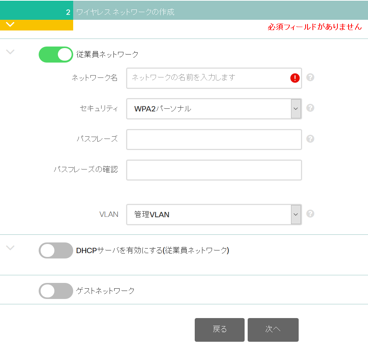 2 ワイヤレス ネットワークの作成
必須フィールドがありません
従業員ネットワーク
ネットワーク名 ネットワークの名前を入力します
セキュリティ WPA2パーソナル
パスフレーズ
パスフレーズの確認
VLAN 管理VLAN
DHCPサーバを有効にする(従業員ネットワーク)
ゲストネットワーク
戻る 次へ